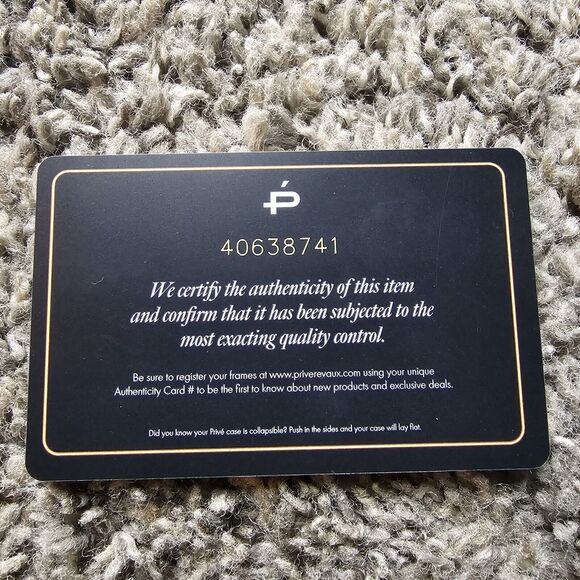 Ṕ
40638741
We certify the authenticity of this item
and confirm that it has been subjected to the
most exacting quality control.
Be sure to register your frames at www.priverevaux.com using your unique
Authenticity Card # to be the first to know about new products and exclusive deals.
Did you know your Privé case is collapsible? Push in the sides and your case will lay flat.